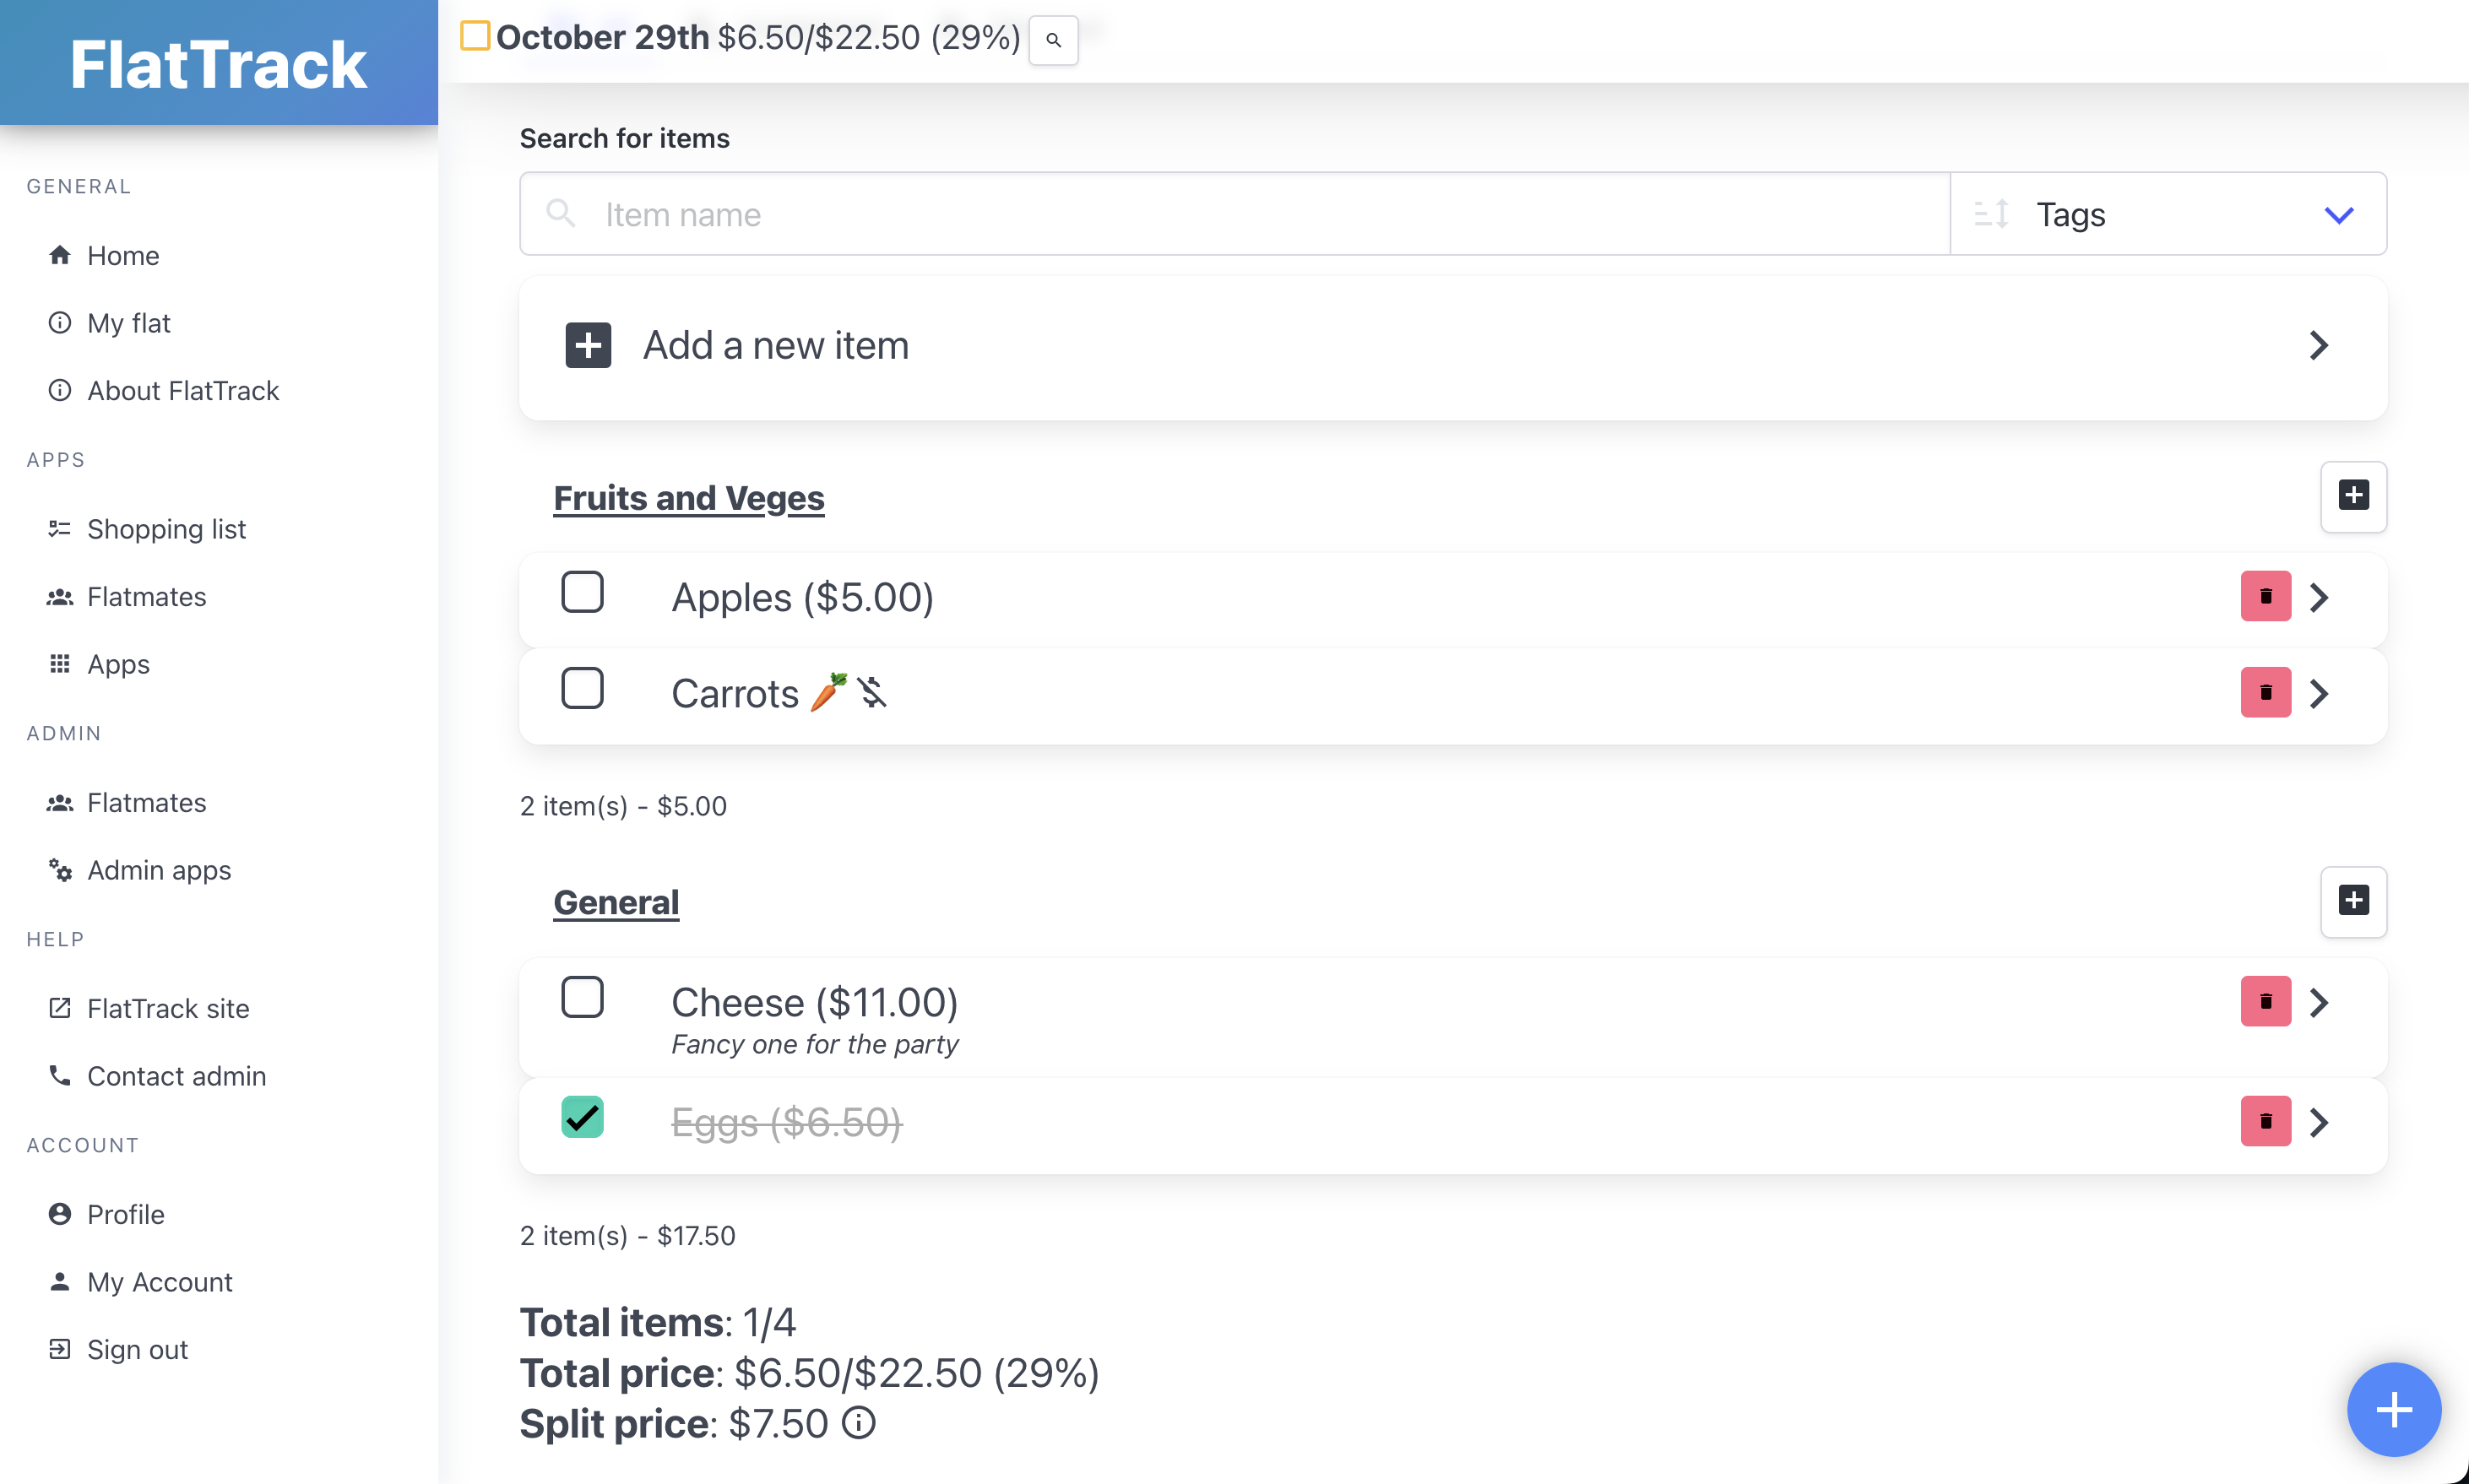 FlatTrack
GENERAL
Home
My flat
About FlatTrack
APPS
Shopping list
Flatmates
Apps
ADMIN
Flatmates
Admin apps
HELP
FlatTrack site
Contact admin
ACCOUNT
Profile
My Account
Sign out
October 29th $6.50/$22.50 (29%)
Search for items
Item name
Tags
Add a new item
Fruits and Veges
Apples ($5.00)
Carrots 🥕
2 item(s) - $5.00
General
Cheese ($11.00)
Fancy one for the party
Eggs ($6.50)
2 item(s) - $17.50
Total items: 1/4
Total price: $6.50/$22.50 (29%)
Split price: $7.50